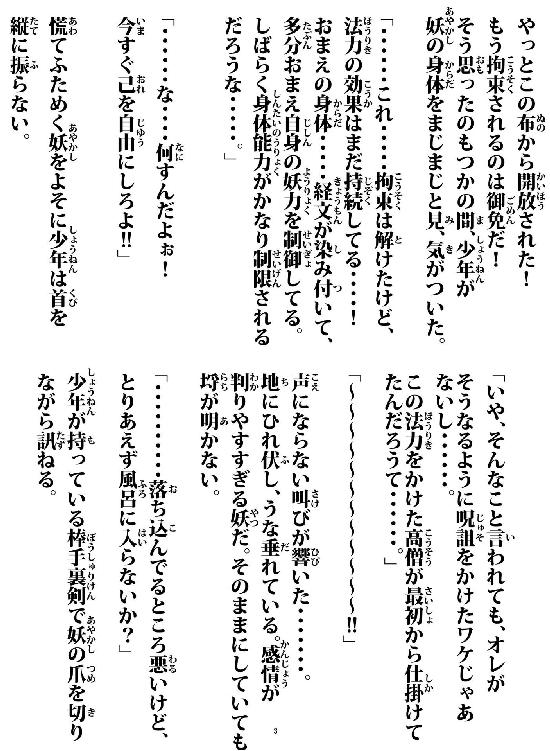 やっとこの布から開放された！
もう拘束されるのは御免だ！
そう思ったのもつかの間、少年が
妖の身体をまじまじと見、気がついた。
「・・・・・・これ・・・・拘束は解けたけど、
法力の効果はまだ持続してる・・・・！
おまえの身体・・・・経文が染み付いて、
多分おまえ自身の妖力を制御してる。
しばらく身体能力がかなり制限される
だろうな・・・・。」
「・・・・・・な・・・・何すんだよぉ！
今すぐ己を自由にしろよ！！」
慌てふためく妖をよそに少年は首を
縦に振らない。
「いや、そんなこと言われても、オレが
そうなるように呪詛をかけたワケじゃあ
ないし・・・・・・。
この法力をかけた高僧が最初から仕掛けて
たんだろうて・・・・・・。」
「～～～～～～～～～～！！」
声にならない叫びが響いた・・・・・・・。
地にひれ伏し、うな垂れている。感情が
判りやすすぎる妖だ。そのままにしていても
埒が明かない。
「・・・・・・・・・落ち込んでるところ悪いけど、
とりあえず風呂に入らないか？」
少年が持っている棒手裏剣で妖の爪を切り
ながら訊ねる。
3